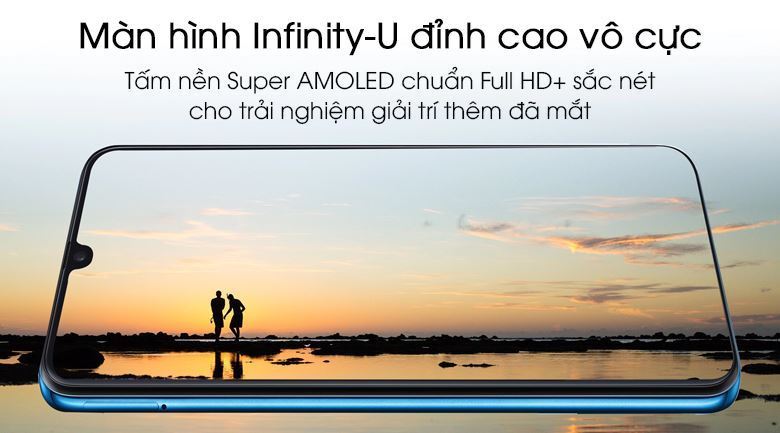 Màn hình Infinity-U đỉnh cao vô cực
Tấm nền Super AMOLED chuẩn Full HD+ sắc nét
cho trải nghiệm giải trí thêm đã mắt